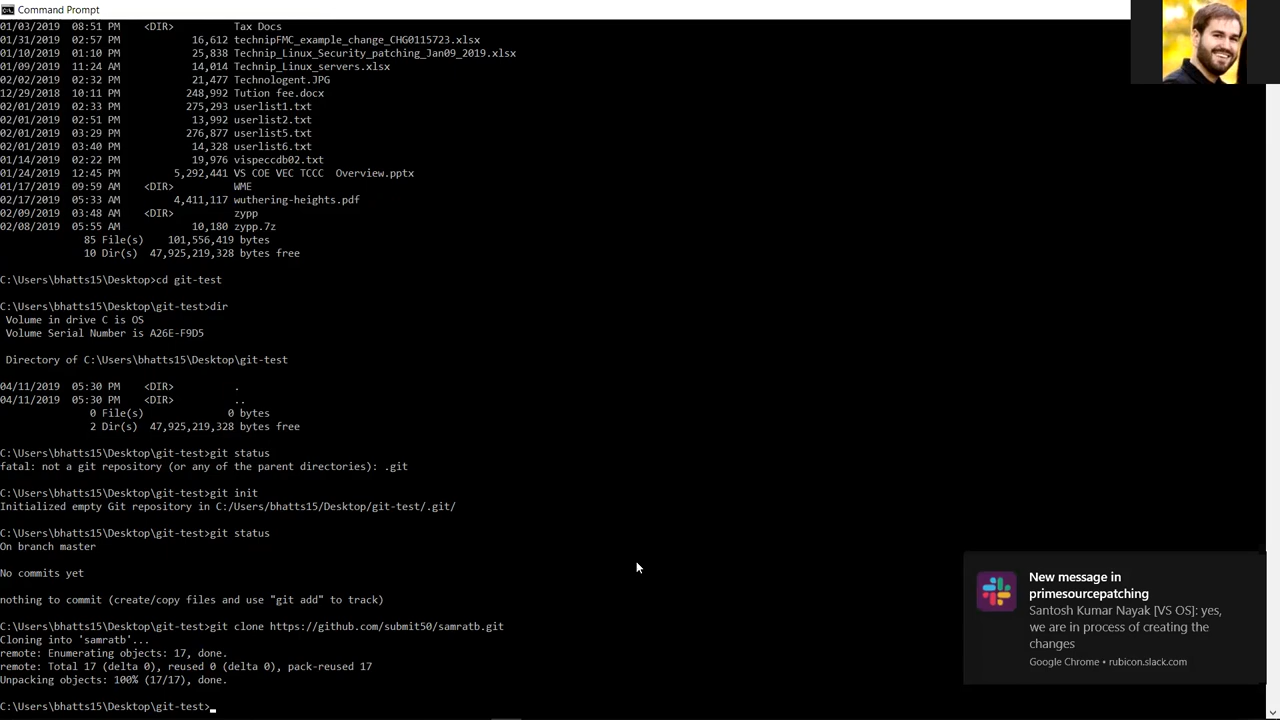 Command Prompt
01/03/2019  08:51 PM    <DIR>          Tax Docs
01/31/2019  02:57 PM            16,612 technipFMC_example_change_CHG0115723.xlsx
01/10/2019  01:10 PM            25,838 Technip_Linux_Security_patching_Jan09_2019.xlsx
01/09/2019  11:24 AM            14,014 Technip_Linux_servers.xlsx
02/02/2019  02:32 PM            21,477 Technologent.JPG
12/29/2018  10:11 PM           248,992 Tution fee.docx
02/01/2019  02:33 PM           275,293 userlist1.txt
02/01/2019  02:51 PM            13,992 userlist2.txt
02/01/2019  03:29 PM           276,877 userlist5.txt
02/01/2019  03:40 PM            14,328 userlist6.txt
01/14/2019  02:22 PM            19,976 vispeccdb02.txt
01/24/2019  12:45 PM         5,292,441 VS COE VEC TCCC  Overview.pptx
01/17/2019  09:59 AM    <DIR>          WME
02/17/2019  05:33 AM         4,411,117 wuthering-heights.pdf
02/09/2019  03:48 AM    <DIR>          zypp
02/08/2019  05:55 AM            10,180 zypp.7z
85 File(s)    101,556,419 bytes
10 Dir(s)  47,925,219,328 bytes free
C:\Users\bhatts15\Desktop>cd git-test
C:\Users\bhatts15\Desktop\git-test>dir
Volume in drive C is OS
Volume Serial Number is A26E-F9D5
Directory of C:\Users\bhatts15\Desktop\git-test
04/11/2019  05:30 PM    <DIR>          .
04/11/2019  05:30 PM    <DIR>          ..
0 File(s)              0 bytes
2 Dir(s)  47,925,219,328 bytes free
C:\Users\bhatts15\Desktop\git-test>git status
fatal: not a git repository (or any of the parent directories): .git
C:\Users\bhatts15\Desktop\git-test>git init
Initialized empty Git repository in C:/Users/bhatts15/Desktop/git-test/.git/
C:\Users\bhatts15\Desktop\git-test>git status
On branch master
No commits yet
nothing to commit (create/copy files and use "git add" to track)
C:\Users\bhatts15\Desktop\git-test>git clone https://github.com/submit50/samratb.git
Cloning into 'samratb'...
remote: Enumerating objects: 17, done.
remote: Total 17 (delta 0), reused 0 (delta 0), pack-reused 17
Unpacking objects: 100% (17/17), done.
C:\Users\bhatts15\Desktop\git-test>
New message in
primesourcepatching
Santosh Kumar Nayak [VS OS]: yes,
we are in process of creating the
changes
Google Chrome • rubicon.slack.com